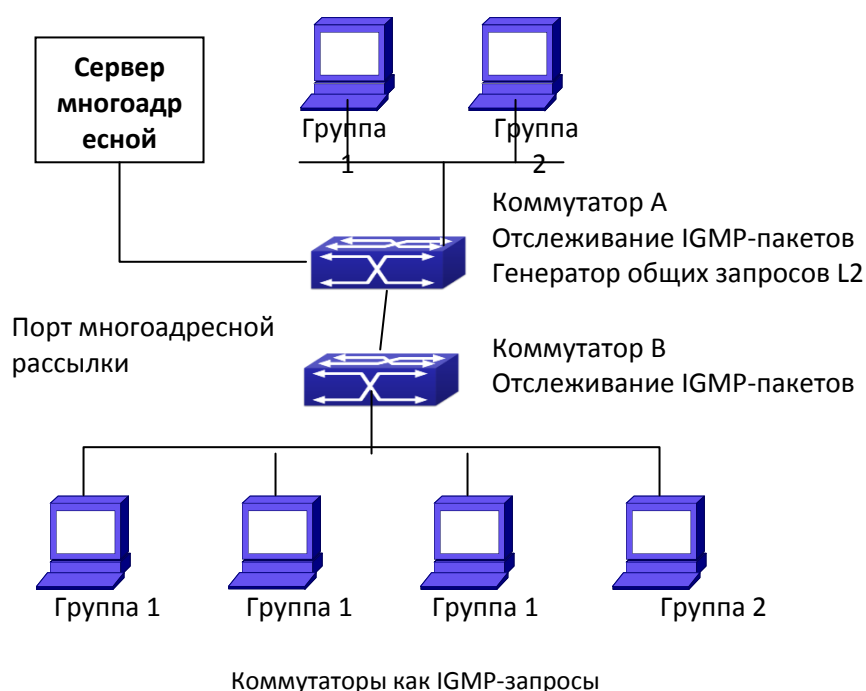 Сервер
многоадр
есной
Группа
1
Группа
2
Коммутатор А
Отслеживание IGMP-пакетов
Генератор общих запросов L2
Порт многоадресной
рассылки
Коммутатор В
Отслеживание IGMP-пакетов
Группа 1
Группа 1
Группа 1
Группа 2
Коммутаторы как IGMP-запросы